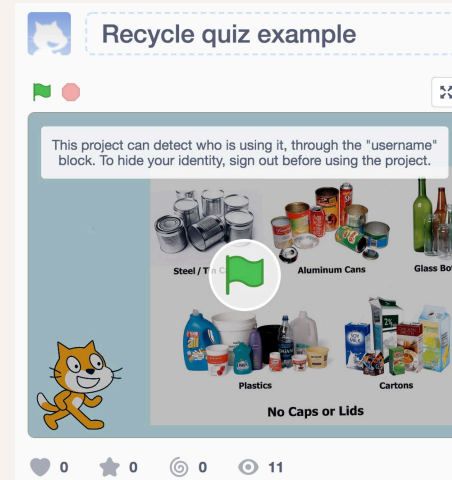 Recycle quiz example
This project can detect who is using it, through the "username"
block. To hide your identity, sign out before using the project.
Steel / Tin C
Aluminum Cans
Glass Bo
Plastics
Cartons
No Caps or Lids
0
0
0
11